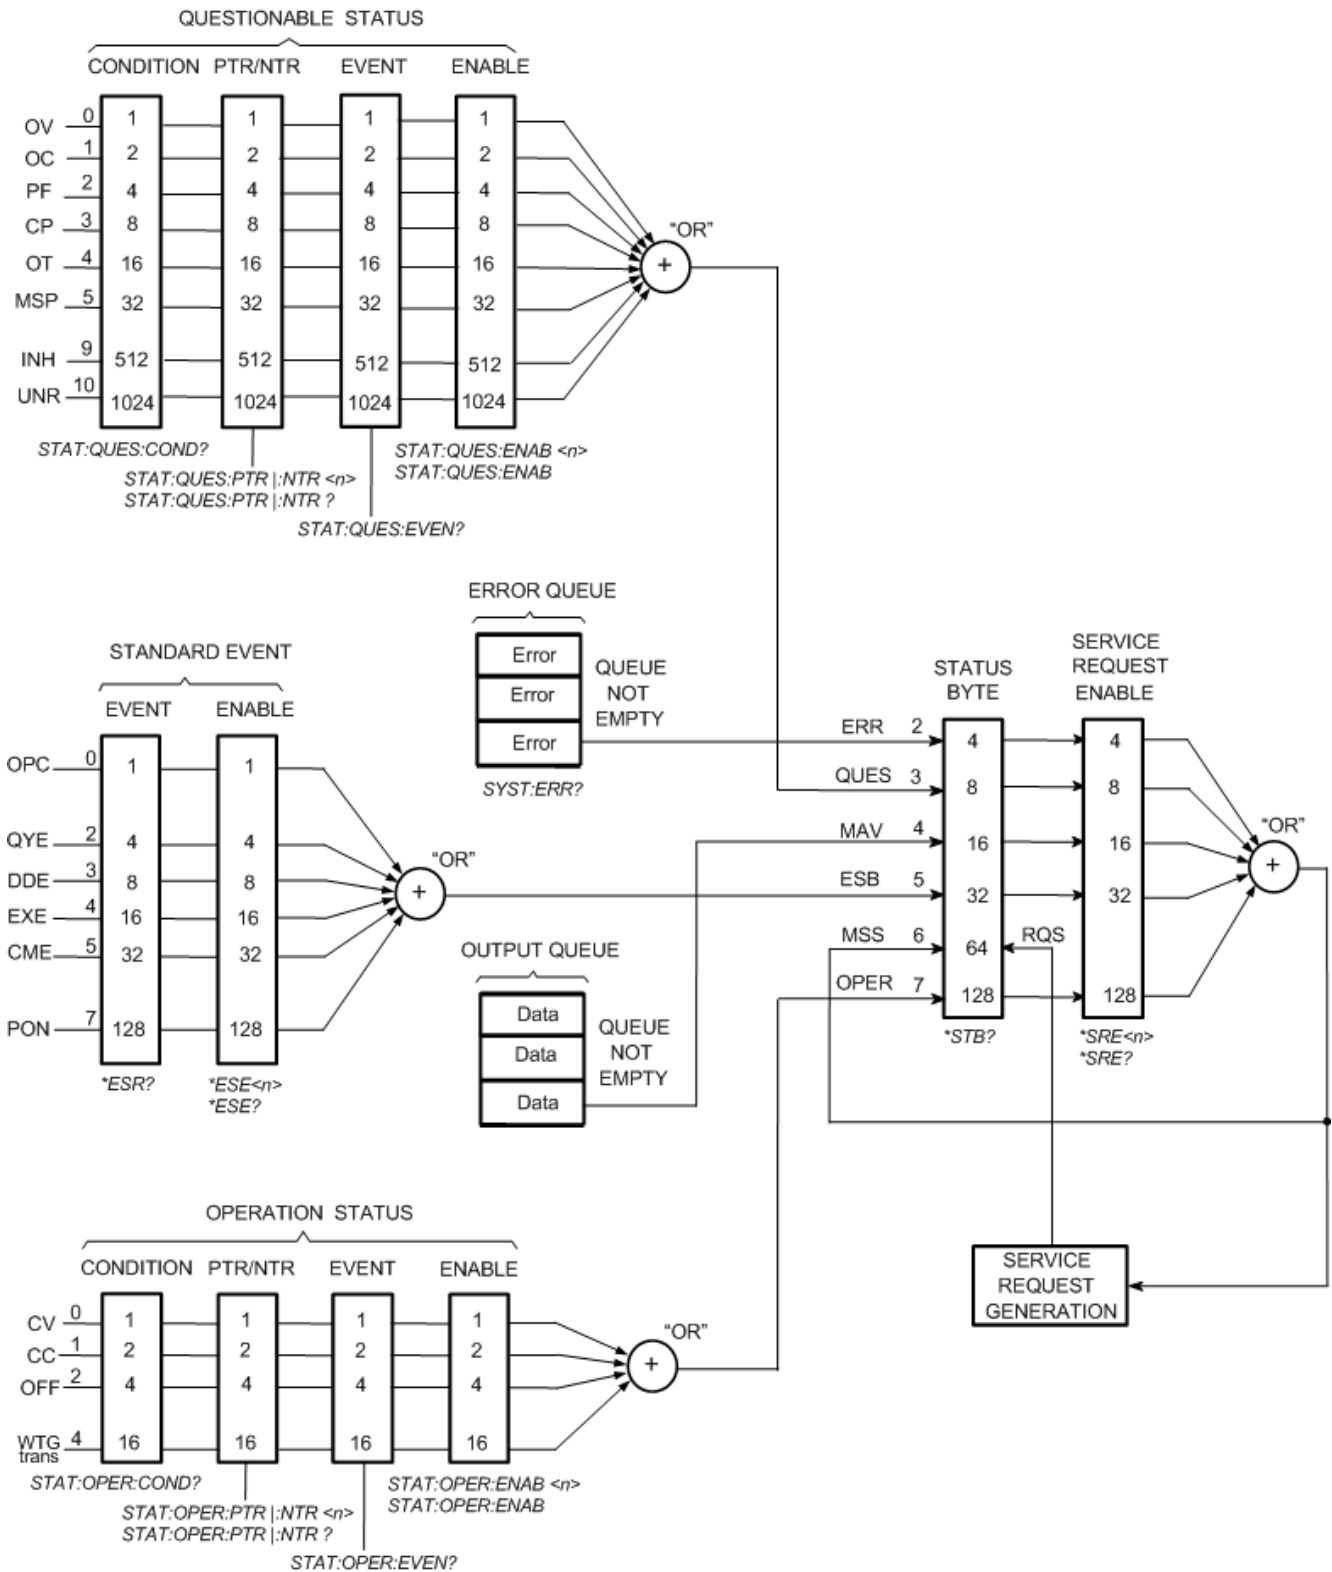 QUESTIONABLE STATUS
CONDITION PTR/NTR EVENT ENABLE
OV 0 1 1 1 1
OC 1 2 2 2 2
PF 2 4 4 4 4
CP 3 8 8 8 8
"OR"
OT 4 16 16 16 16 +
MSP 5 32 32 32 32
INH 9 512 512 512 512
UNR 10 1024 1024 1024 1024
STAT:QUES:COND?
STAT:QUES:ENAB <n>
STAT:QUES:ENAB
STAT:QUES:PTR |:NTR <n>
STAT:QUES:PTR |:NTR ?
STAT:QUES:EVEN?
ERROR QUEUE
Error
Error
Error
QUEUE
NOT
EMPTY
SYST:ERR?
STANDARD EVENT
EVENT ENABLE
OPC 0 1 1
QYE 2 4 4
DDE 3 8 8
EXE 4 16 16
CME 5 32 32
PON 7 128 128
"OR"
+
*ESR?
*ESE<n>
*ESE?
OUTPUT QUEUE
Data
Data
Data
QUEUE
NOT
EMPTY
STATUS
BYTE
SERVICE
REQUEST
ENABLE
ERR 2 4 4
QUES 3 8 8
MAV 4 16 16
ESB 5 32 32
MSS 6 64 RQS
OPER 7 128 128
"OR"
+
*STB?
*SRE<n>
*SRE?
SERVICE
REQUEST
GENERATION
OPERATION STATUS
CONDITION PTR/NTR EVENT ENABLE
CV 0 1 1 1 1
CC 1 2 2 2 2
OFF 2 4 4 4 4
WTG
trans 4 16 16 16 16
"OR"
+
STAT:OPER:COND?
STAT:OPER:ENAB <n>
STAT:OPER:ENAB
STAT:OPER:PTR |:NTR <n>
STAT:OPER:PTR |:NTR ?
STAT:OPER:EVEN?